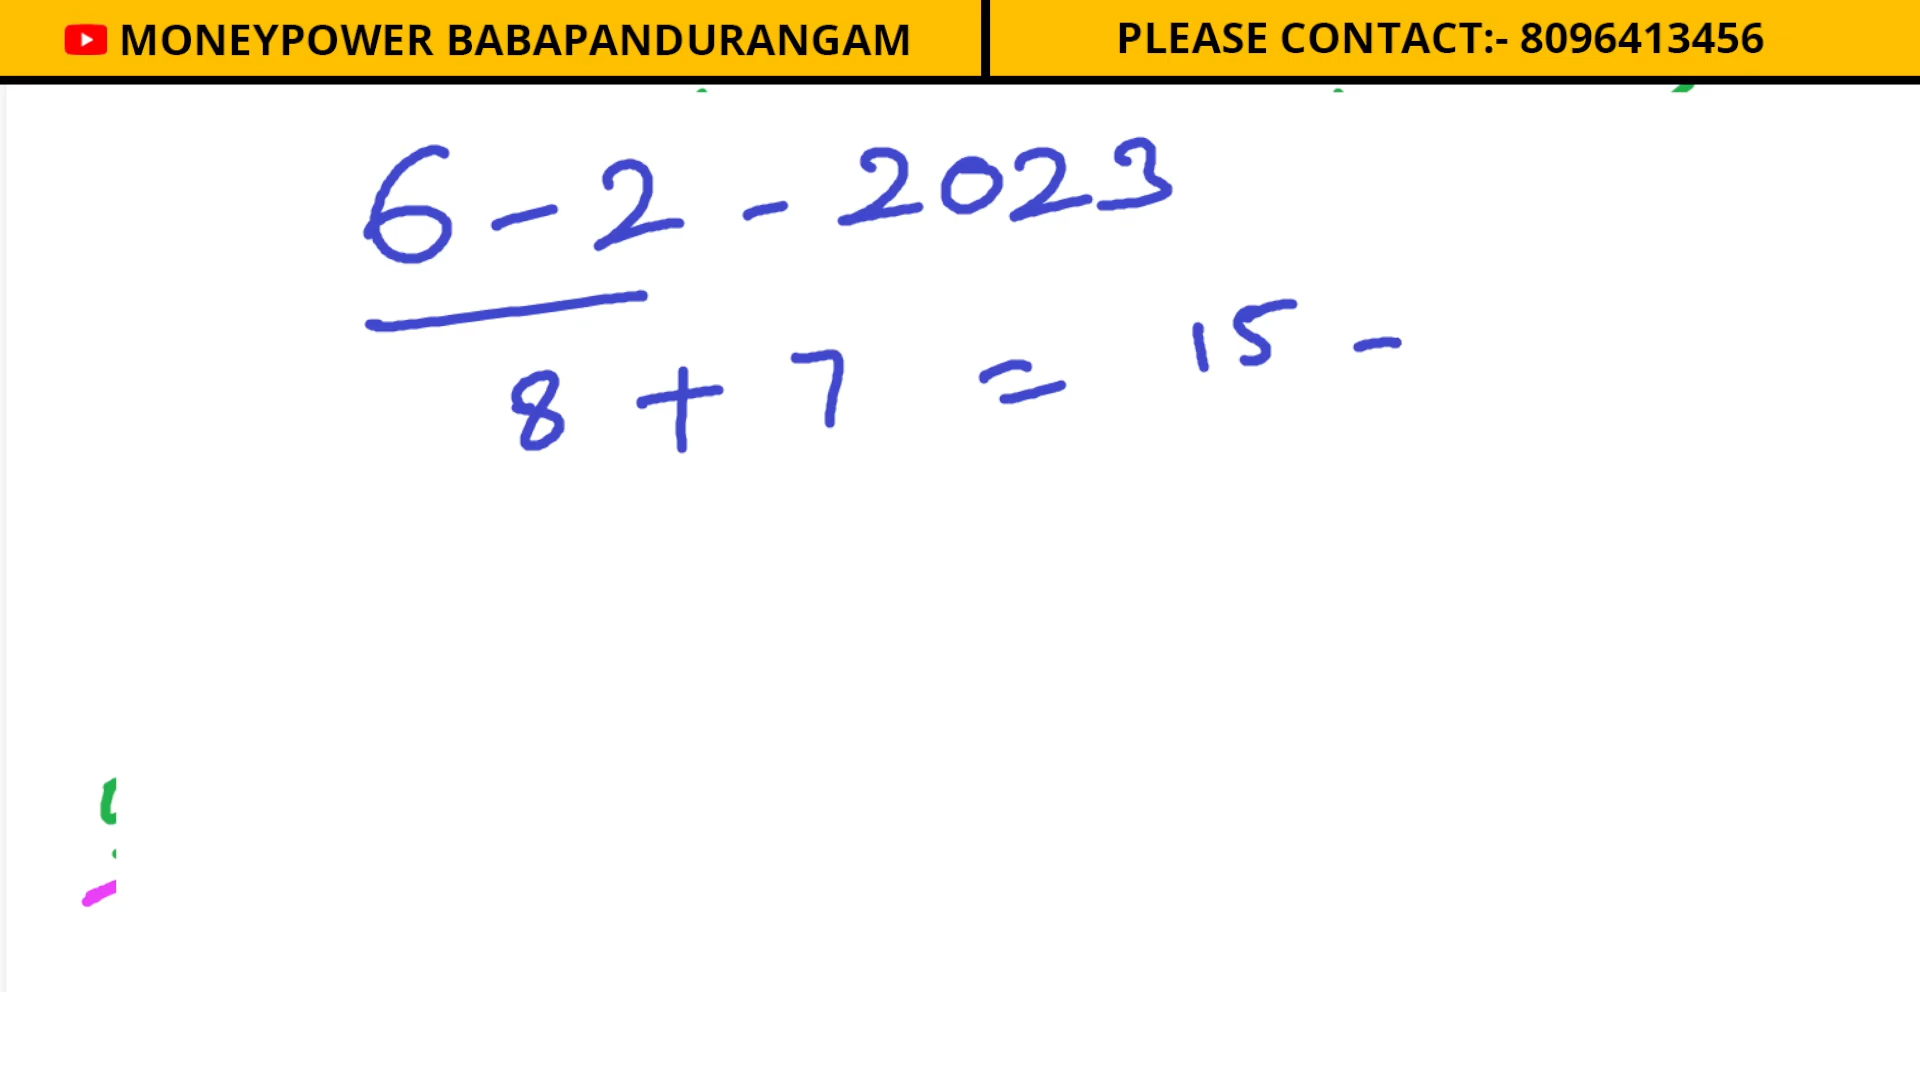 MONEYPOWER BABAPANDURANGAM
PLEASE CONTACT:- 8096413456
6-2-2023
8+7 = 15 -